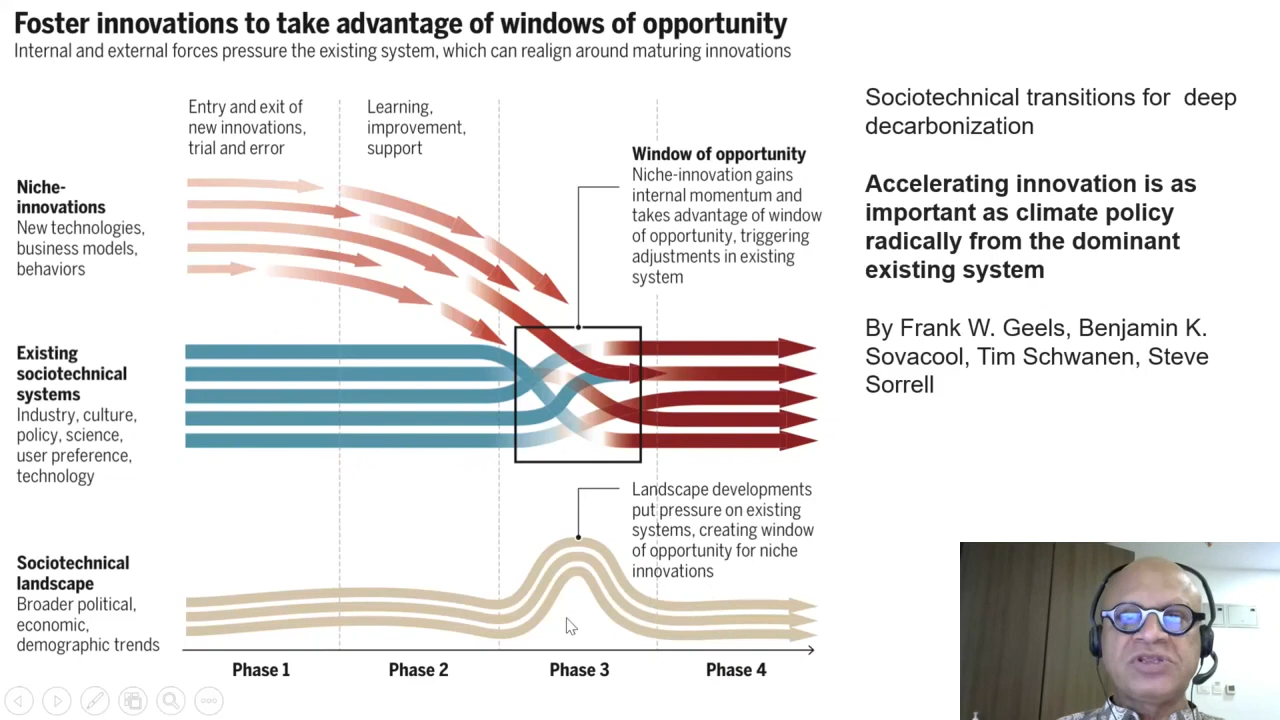 Foster innovations to take advantage of windows of opportunity
Internal and external forces pressure the existing system, which can realign around maturing innovations
Entry and exit of
new innovations,
trial and error
Learning,
improvement,
support
Niche-
innovations
New technologies,
business models,
behaviors
Window of opportunity
Niche-innovation gains
internal momentum and
takes advantage of window
of opportunity, triggering
adjustments in existing
system
Existing
sociotechnical
systems
Industry, culture,
policy, science,
user preference,
technology
Landscape developments
put pressure on existing
systems, creating window
of opportunity for niche
innovations
Sociotechnical
landscape
Broader political,
economic,
demographic trends
Phase 1
Phase 2
Phase 3
Phase 4
Sociotechnical transitions for deep
decarbonization
Accelerating innovation is as
important as climate policy
radically from the dominant
existing system
By Frank W. Geels, Benjamin K.
Sovacool, Tim Schwanen, Steve
Sorrell